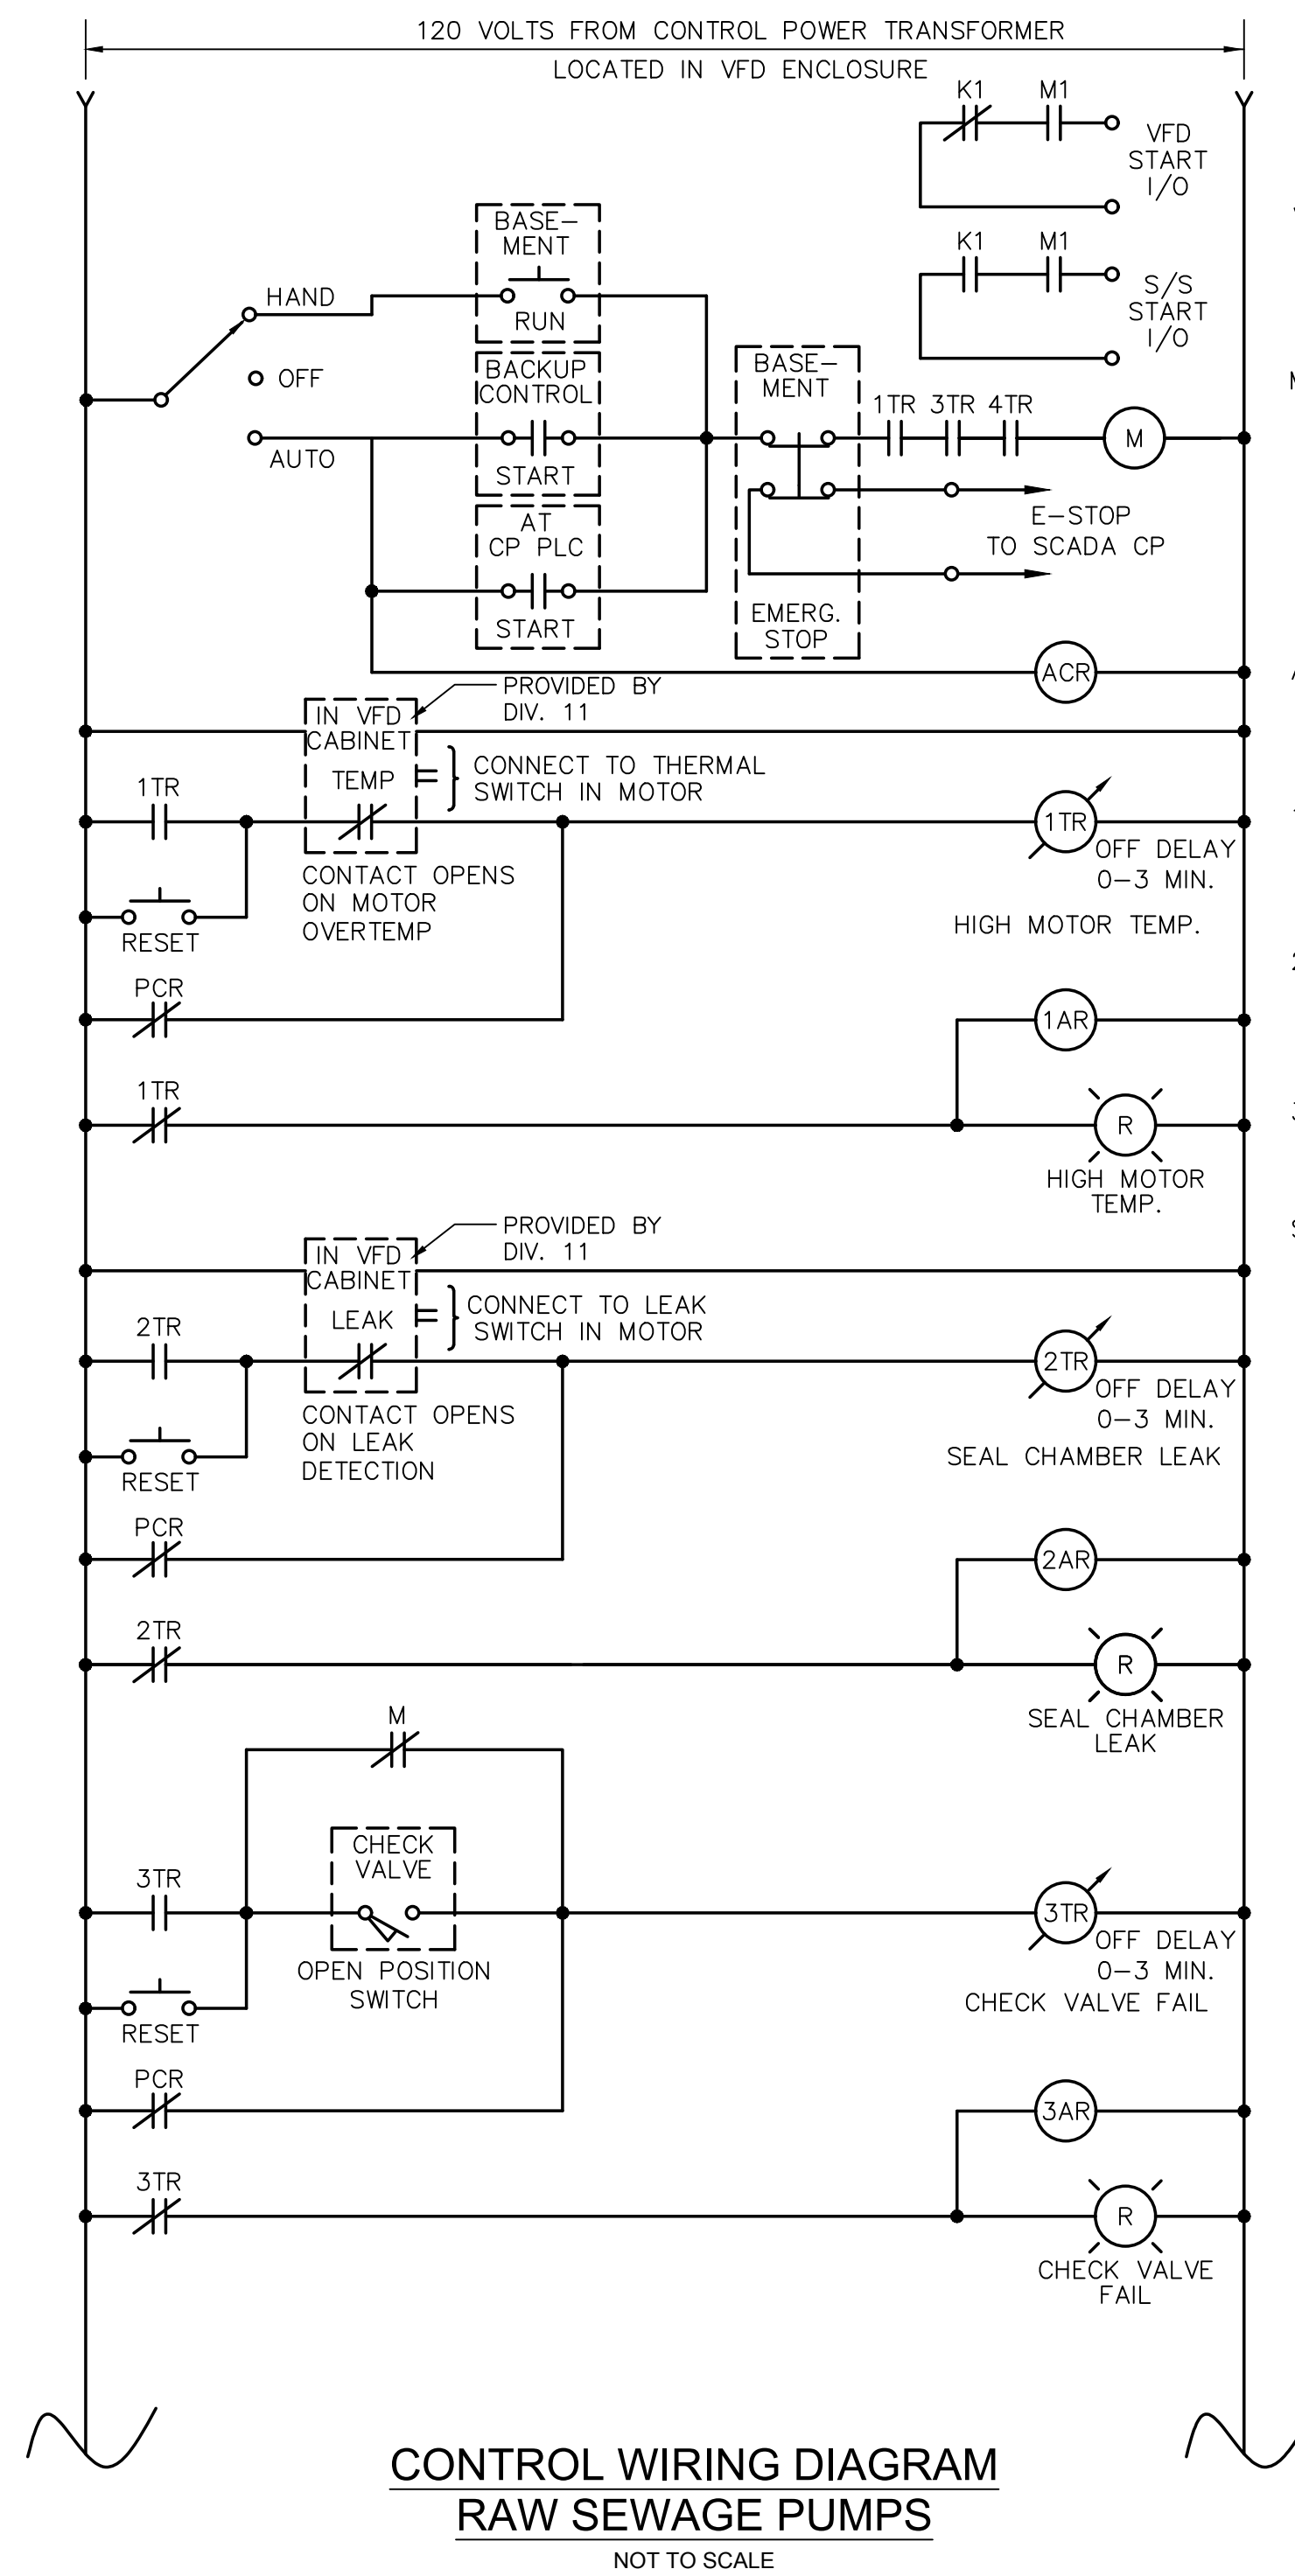 120 VOLTS FROM CONTROL POWER TRANSFORMER
LOCATED IN VFD ENCLOSURE
K1 M1
VFD
START
I/O
K1 M1
S/S
START
I/O
BASE-
MENT
RUN
HAND
OFF
AUTO
BACKUP
CONTROL
START
AT
CP PLC
START
BASE-
MENT
EMERG.
STOP
1TR 3TR 4TR
M
E-STOP
TO SCADA CP
ACR
PROVIDED BY
DIV. 11
IN VFD
CABINET
TEMP
CONNECT TO THERMAL
SWITCH IN MOTOR
1TR
1TR
OFF DELAY
0-3 MIN.
CONTACT OPENS
ON MOTOR
OVERTEMP
RESET
HIGH MOTOR TEMP.
PCR
1AR
1TR
R
HIGH MOTOR
TEMP.
PROVIDED BY
DIV. 11
IN VFD
CABINET
LEAK
CONNECT TO LEAK
SWITCH IN MOTOR
2TR
2TR
OFF DELAY
0-3 MIN.
CONTACT OPENS
ON LEAK
DETECTION
RESET
SEAL CHAMBER LEAK
PCR
2AR
2TR
R
SEAL CHAMBER
LEAK
M
CHECK
VALVE
3TR
3TR
OFF DELAY
0-3 MIN.
OPEN POSITION
SWITCH
RESET
CHECK VALVE FAIL
PCR
3AR
3TR
R
CHECK VALVE
FAIL
CONTROL WIRING DIAGRAM
RAW SEWAGE PUMPS
NOT TO SCALE